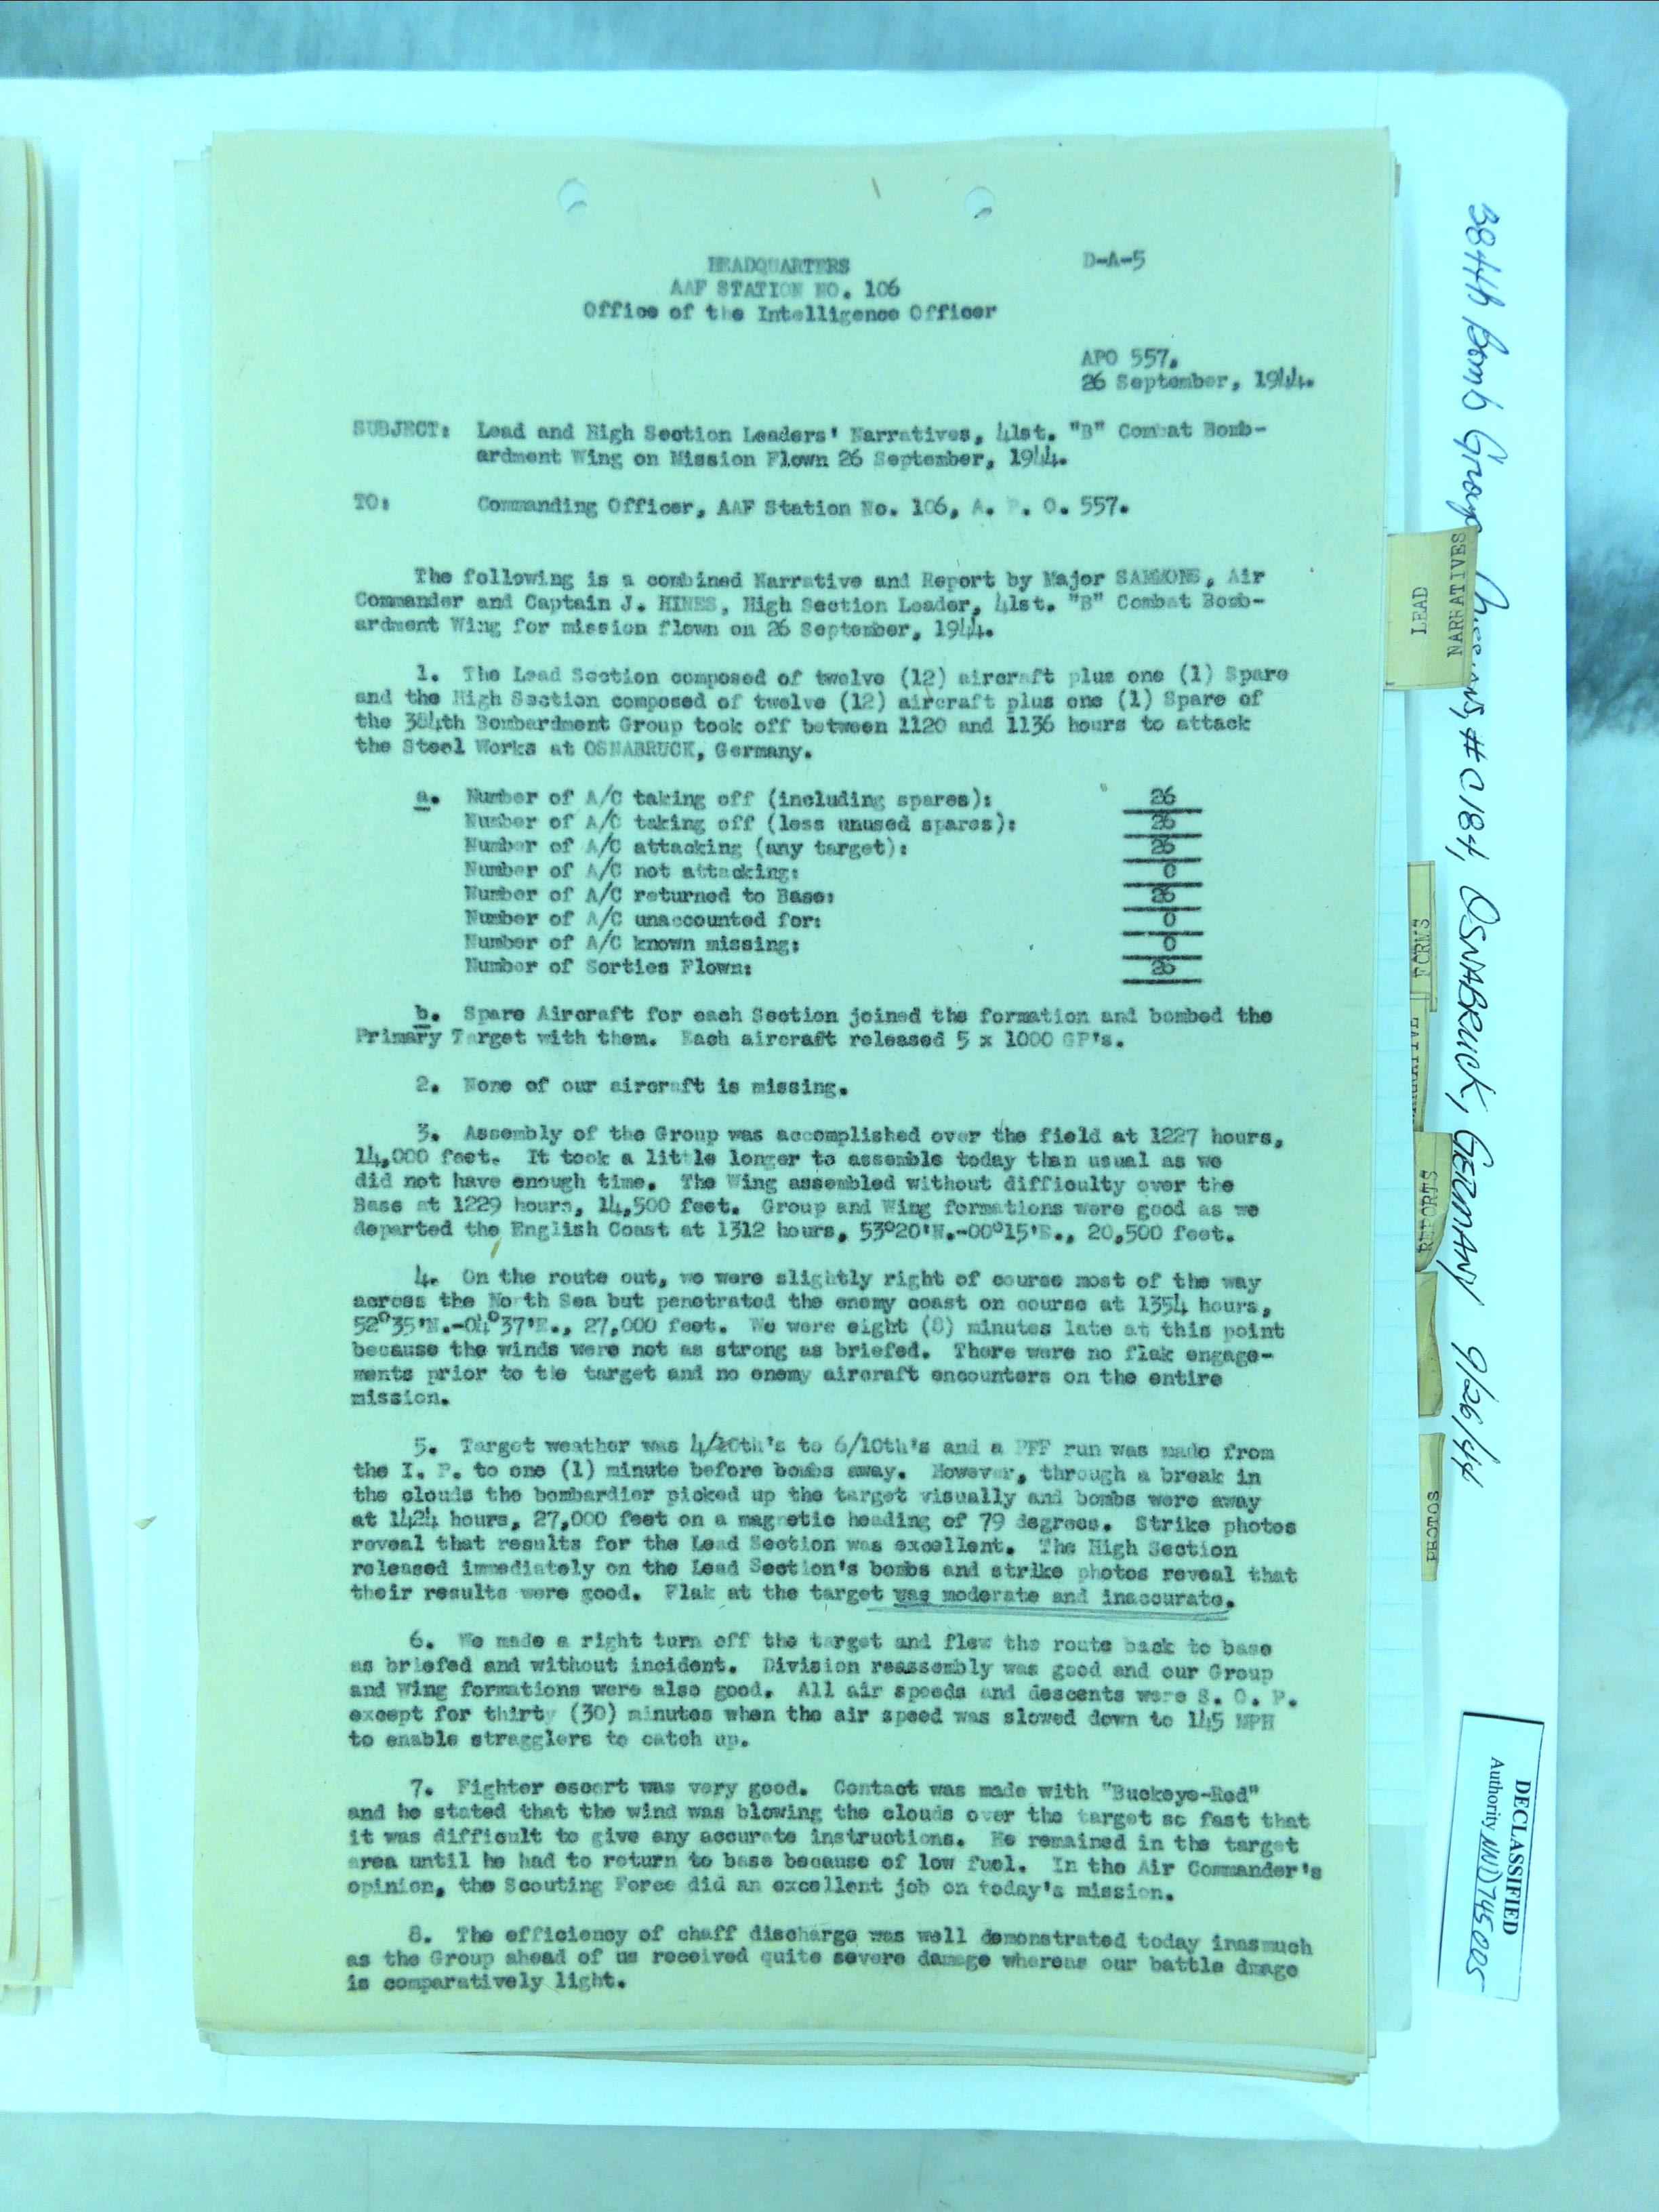 HEADQUARTERS
AAF STATION NO. 106
Office of the Intelligence Officer
D-A-5
APO 557.
26 September, 1944.
SUBJECT: Lead and High Section Leaders' Narratives, 41st. "B" Combat Bomb-
ardment Wing on Mission Flown 26 September, 1944.
TO: Commanding Officer, AAF Station No. 106, A. P. O. 557.
The following is a combined Narrative and Report by Major SAMMONS, Air
Commander and Captain J. HINES, High Section Leader, 41st. "B" Combat Bomb-
ardment Wing for mission flown on 26 September, 1944.
1. The Lead Section composed of twelve (12) aircraft plus one (1) Spare
and the High Section composed of twelve (12) aircraft plus one (1) Spare of
the 384th Bombardment Group took off between 1120 and 1136 hours to attack
the Steel Works at OSNABRUCK, Germany.
a. Number of A/C taking off (including spares): 26
Number of A/C taking off (less unused spares): 26
Number of A/C attacking (any target): 26
Number of A/C not attacking: 0
Number of A/C returned to Base: 26
Number of A/C unaccounted for: 0
Number of A/C known missing: 0
Number of Sorties Flown: 26
b. Spare Aircraft for each Section joined the formation and bombed the
Primary Target with them. Each aircraft released 5 x 1000 GP's.
2. None of our aircraft is missing.
3. Assembly of the Group was accomplished over the field at 1227 hours,
14,000 feet. It took a little longer to assemble today than usual as we
did not have enough time. The Wing assembled without difficulty over the
Base at 1229 hours, 14,500 feet. Group and Wing formations were good as we
departed the English Coast at 1312 hours, 53°20'N.-00°15'E., 20,500 feet.
4. On the route out, we were slightly right of course most of the way
across the North Sea but penetrated the enemy coast on course at 1354 hours,
52°35'N.-04°37'E., 27,000 feet. We were eight (8) minutes late at this point
because the winds were not as strong as briefed. There were no flak engage-
ments prior to the target and no enemy aircraft encounters on the entire
mission.
5. Target weather was 4/10th's to 6/10th's and a PFF run was made from
the I. P. to one (1) minute before bombs away. However, through a break in
the clouds the bombardier picked up the target visually and bombs were away
at 1424 hours, 27,000 feet on a magnetic heading of 79 degrees. Strike photos
reveal that results for the Lead Section was excellent. The High Section
released immediately on the Lead Section's bombs and strike photos reveal that
their results were good. Flak at the target was moderate and inaccurate.
6. We made a right turn off the target and flew the route back to base
as briefed and without incident. Division reassembly was good and our Group
and Wing formations were also good. All air speeds and descents were S. O. P.
except for thirty (30) minutes when the air speed was slowed down to 145 MPH
to enable stragglers to catch up.
7. Fighter escort was very good. Contact was made with "Buckeye-Red"
and he stated that the wind was blowing the clouds over the target so fast that
it was difficult to give any accurate instructions. He remained in the target
area until he had to return to base because of low fuel. In the Air Commander's
opinion, the Scouting Force did an excellent job on today's mission.
8. The efficiency of chaff discharge was well demonstrated today inasmuch
as the Group ahead of us received quite severe damage whereas our battle dmage
is comparatively light.
LEAD
NARRATIVES
FORMS
REPORTS
PHOTOS
384th Bomb Group # 0184, OSNABRUCK, GERMANY 9/26/44
DECLASSIFIED
Authority NND 745005